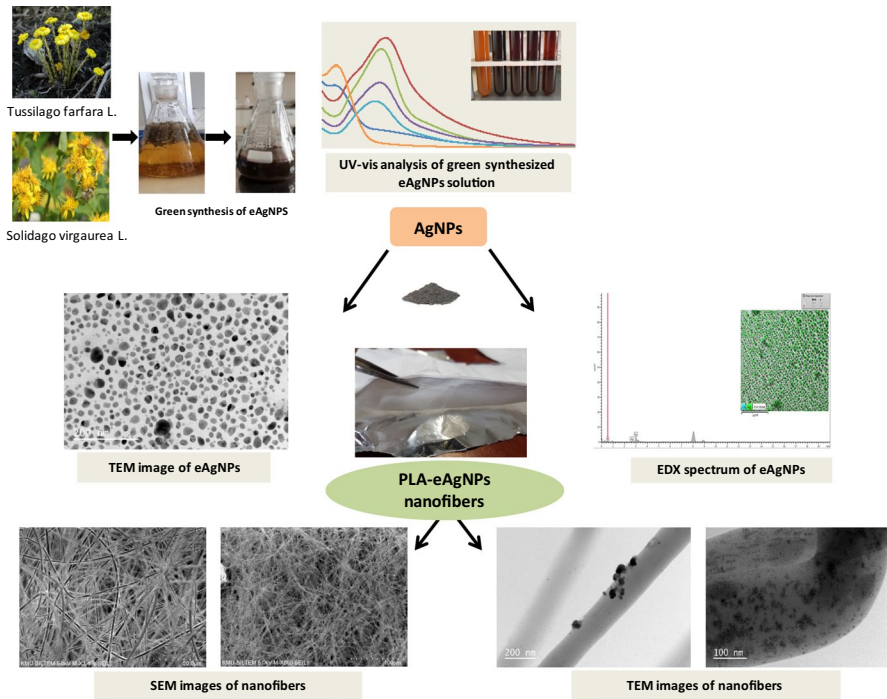 Tussilago farfara L.
Solidago virgaurea L.
Green synthesis of eAgNPS
UV-vis analysis of green synthesized
eAgNPs solution
AgNPs
TEM image of eAgNPs
EDX spectrum of eAgNPs
PLA-eAgNPs
nanofibers
200 nm
100 nm
SEM images of nanofibers
TEM images of nanofibers